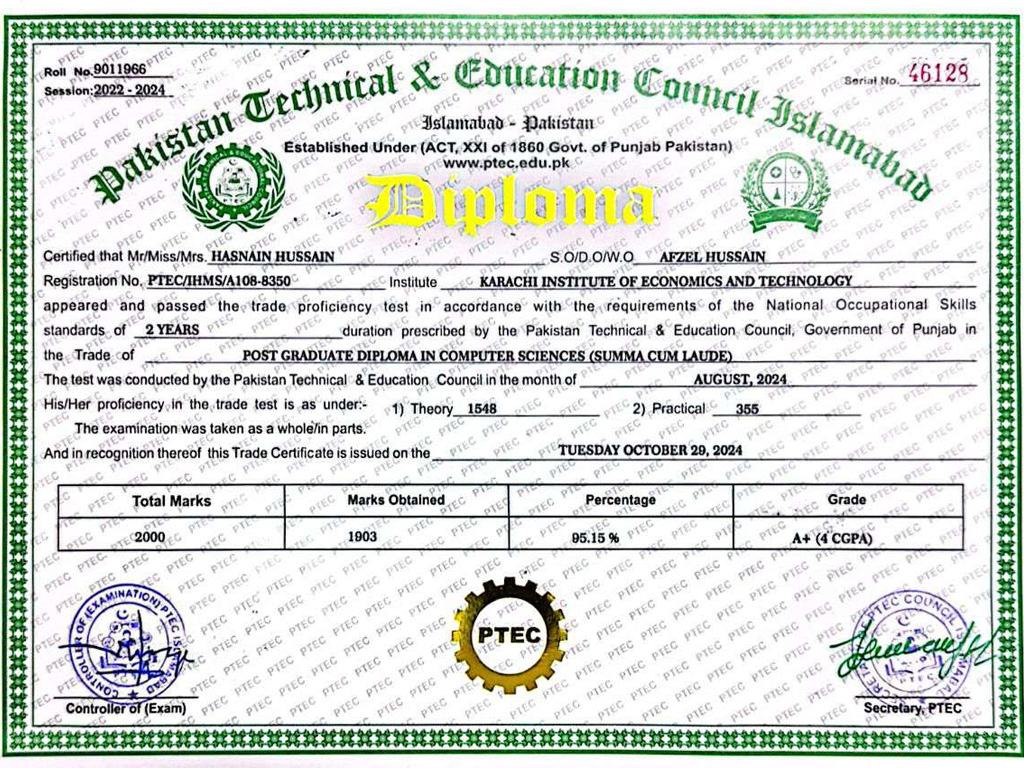 Roll No. 9011966
Session: 2022 - 2024
Serial No. 46128
Pakistan Technical & Education Council Islamabad
Islamabad - Pakistan
Established Under (ACT, XXI of 1860 Govt. of Punjab Pakistan)
www.ptec.edu.pk
Diploma
Certified that Mr/Miss/Mrs. HASNAIN HUSSAIN S.O/D.O/W.O AFZEL HUSSAIN
Registration No. PTEC/IHMS/A108-8350 Institute KARACHI INSTITUTE OF ECONOMICS AND TECHNOLOGY
appeared and passed the trade proficiency test in accordance with the requirements of the National Occupational Skills
standards of 2 YEARS duration prescribed by the Pakistan Technical & Education Council, Government of Punjab in
the Trade of POST GRADUATE DIPLOMA IN COMPUTER SCIENCES (SUMMA CUM LAUDE)
The test was conducted by the Pakistan Technical & Education Council in the month of AUGUST, 2024
His/Her proficiency in the trade test is as under:- 1) Theory 1548 2) Practical 355
The examination was taken as a whole/in parts.
And in recognition thereof this Trade Certificate is issued on the TUESDAY OCTOBER 29, 2024
Total Marks Marks Obtained Percentage Grade
2000 1903 95.15 % A+ (4 CGPA)
CONTROLLER OF (EXAMINATION) PTEC ISLAMABAD
PTEC
SECRETARY PTEC COUNCIL ISLAMABAD
Controller of (Exam)
Secretary, PTEC